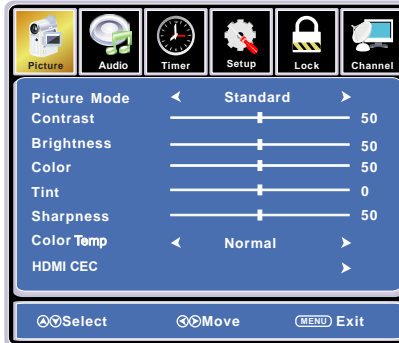 Picture Audio Timer Setup Lock Channel
Picture Mode Standard
Contrast 50
Brightness 50
Color 50
Tint 0
Sharpness 50
Color Temp Normal
HDMI CEC
Select Move MENU Exit